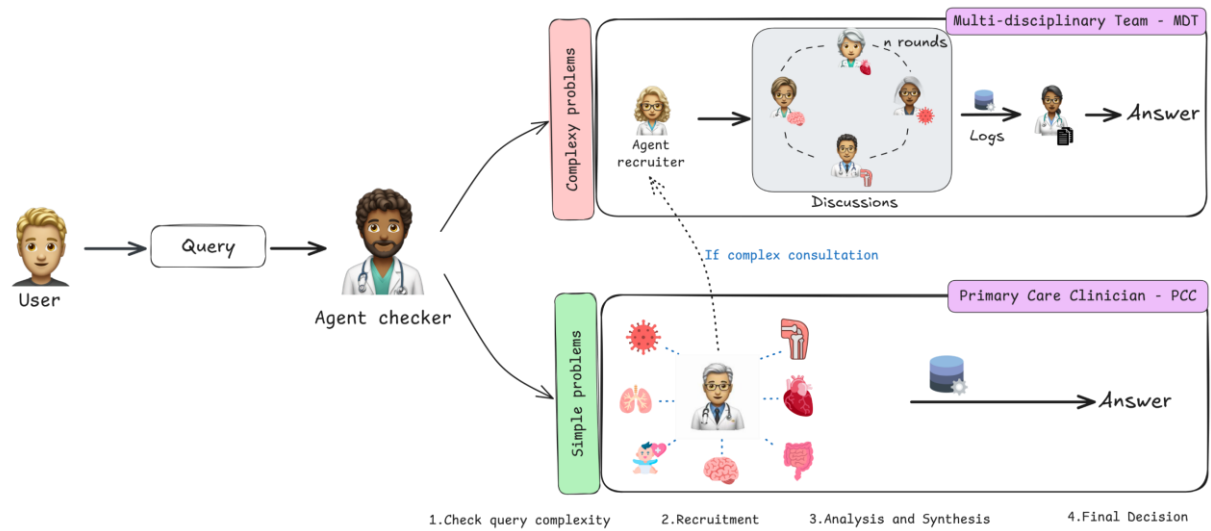 Multi-disciplinary Team - MDT
Complexy problems
n rounds
Agent
recruiter
Discussions
Logs
Answer
User
Query
Agent checker
If complex consultation
Primary Care Clinician - PCC
Simple problems
Answer
1.Check query complexity
2.Recruitment
3.Analysis and Synthesis
4.Final Decision